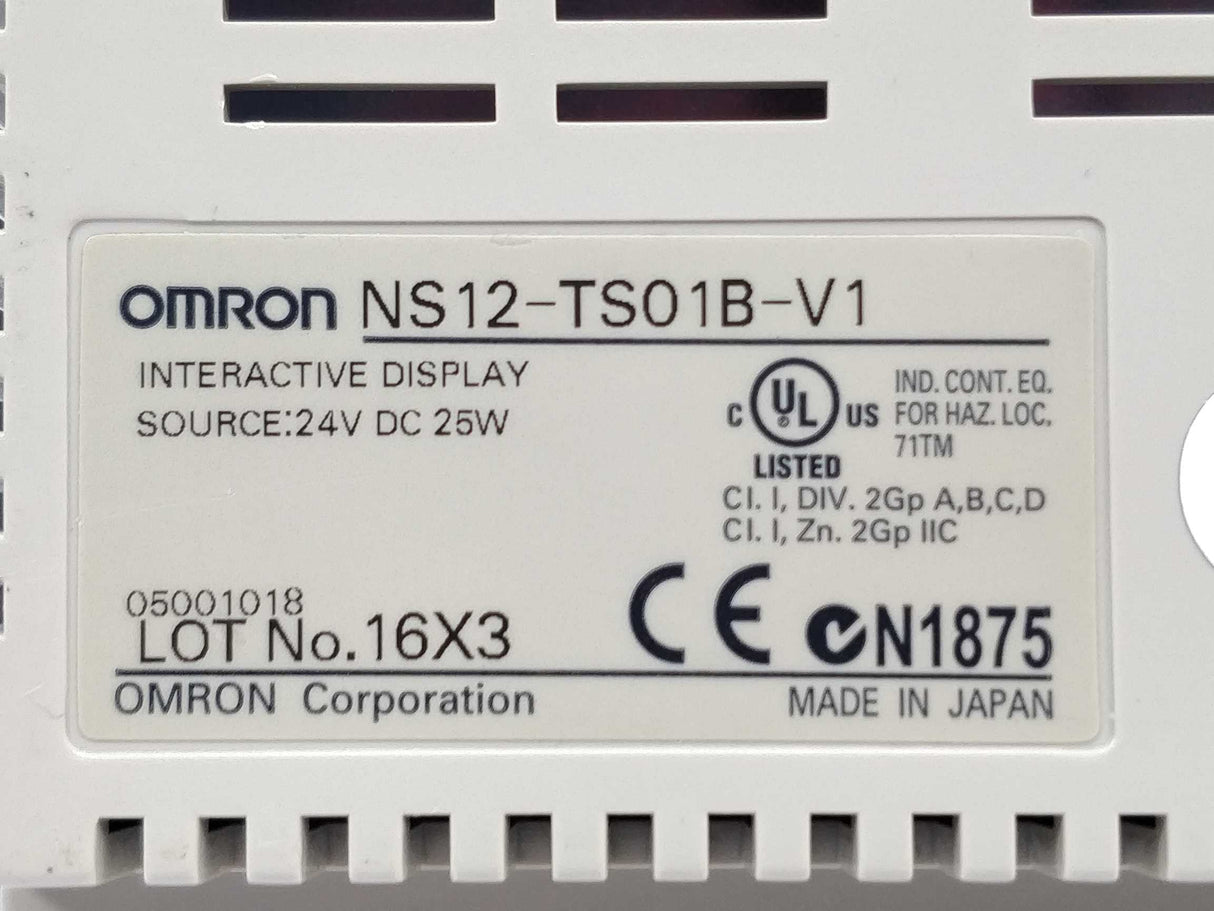 OMRON NS12-TS01B-V1
INTERACTIVE DISPLAY
SOURCE:24V DC 25W
C UL US
®
LISTED
IND. CONT. EQ.
FOR HAZ. LOC.
71TM
Cl. I, DIV. 2Gp A,B,C,D
Cl. I, Zn. 2Gp IIC
05001018
LOT No.16X3
CE N1875
OMRON Corporation
MADE IN JAPAN